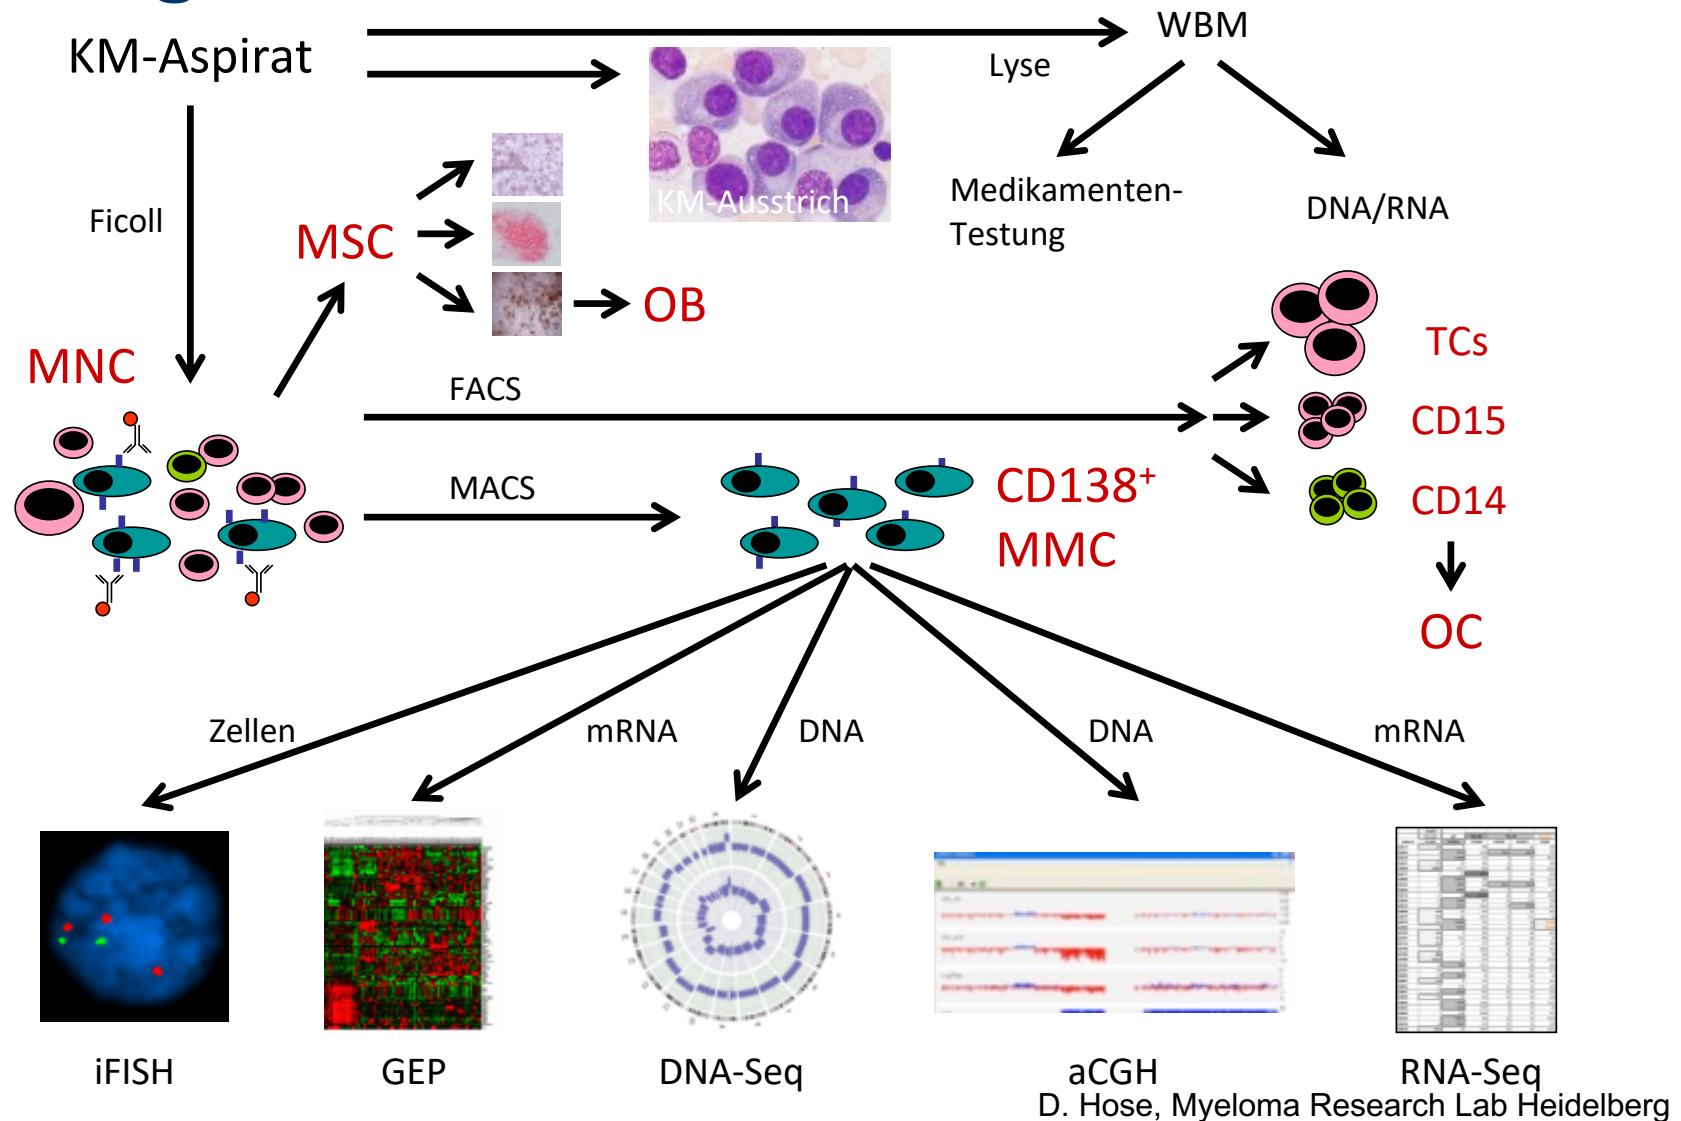 KM-Aspirat
WBM
Lyse
KM-Ausstrich
Medikamenten-
Testung
DNA/RNA
Ficoll
MSC
OB
MNC
FACS
TCs
CD15
MACS
CD138⁺
MMC
CD14
OC
Zellen
mRNA
DNA
DNA
mRNA
iFISH
GEP
DNA-Seq
aCGH
RNA-Seq
D. Hose, Myeloma Research Lab Heidelberg